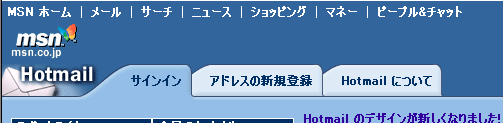 MSN ホーム | メール | サーチ | ニュース | ショッピング | マネー | ピープル&チャット
msn
msn.co.jp
Hotmail サインイン アドレスの新規登録 Hotmail について
Hotmail のデザインが新しくなりました!